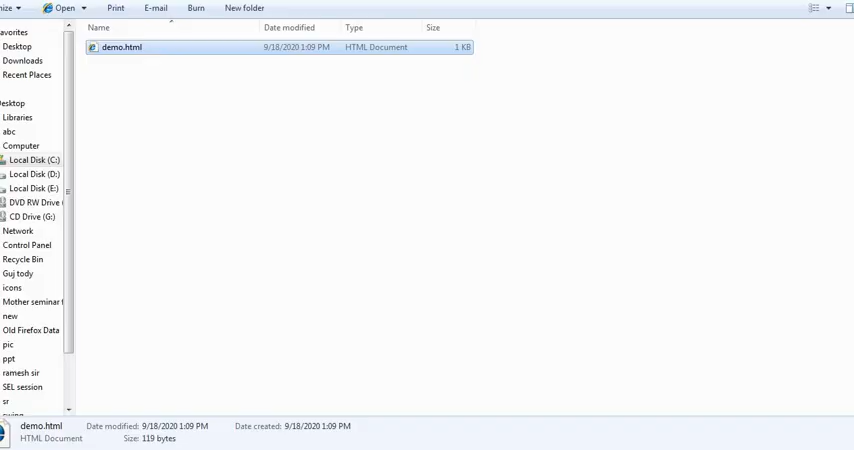 nize Open Print E-mail Burn New folder
Name Date modified Type Size
demo.html 9/18/2020 1:09 PM HTML Document 1 KB
avorites
Desktop
Downloads
Recent Places
esktop
Libraries
abc
Computer
Local Disk (C:)
Local Disk (D:)
Local Disk (E:)
DVD RW Drive (
CD Drive (G:)
Network
Control Panel
Recycle Bin
Guj tody
icons
Mother seminar f
new
Old Firefox Data
pic
ppt
ramesh sir
SEL session
sr
swing
demo.html Date modified: 9/18/2020 1:09 PM Date created: 9/18/2020 1:09 PM
HTML Document Size: 119 bytes